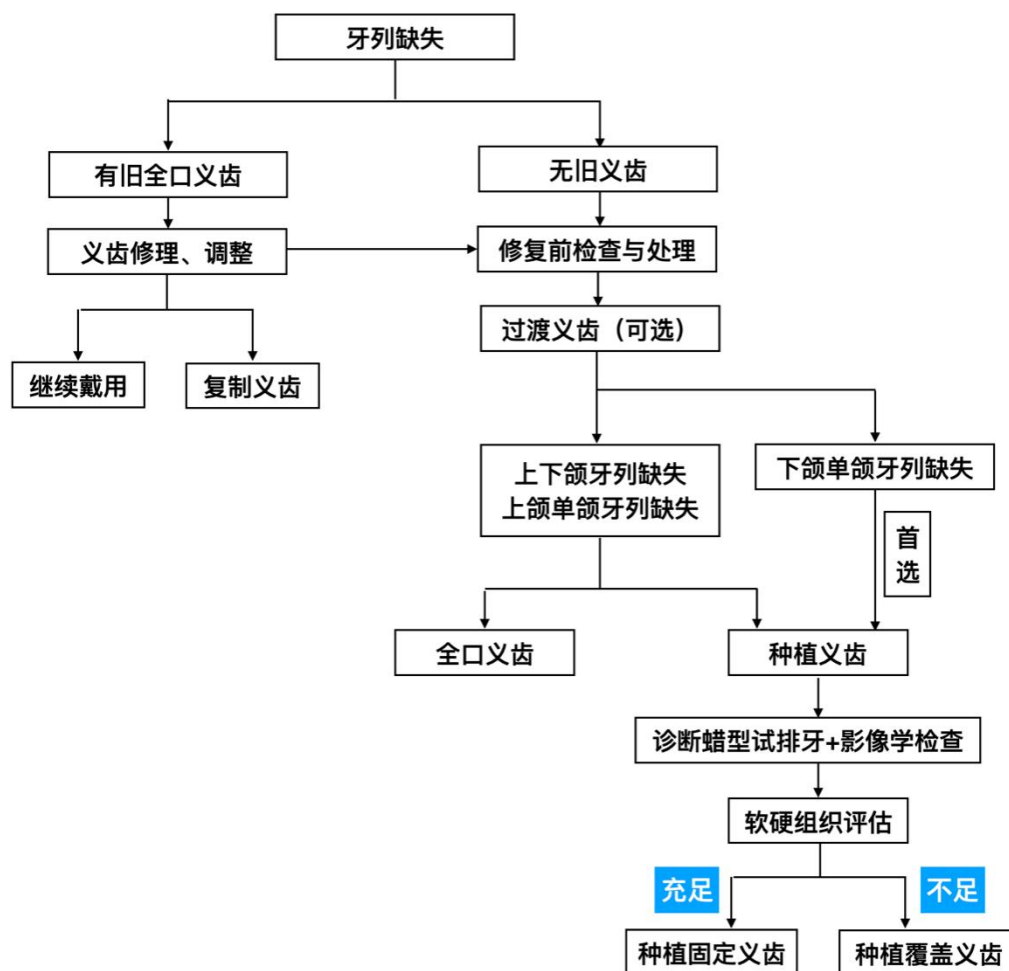 牙列缺失
有旧全口义齿
无旧义齿
义齿修理、调整
修复前检查与处理
过渡义齿（可选）
继续戴用
复制义齿
上下颌牙列缺失
上颌单颌牙列缺失
下颌单颌牙列缺失
首
选
全口义齿
种植义齿
诊断蜡型试排牙+影像学检查
软硬组织评估
充足
不足
种植固定义齿
种植覆盖义齿